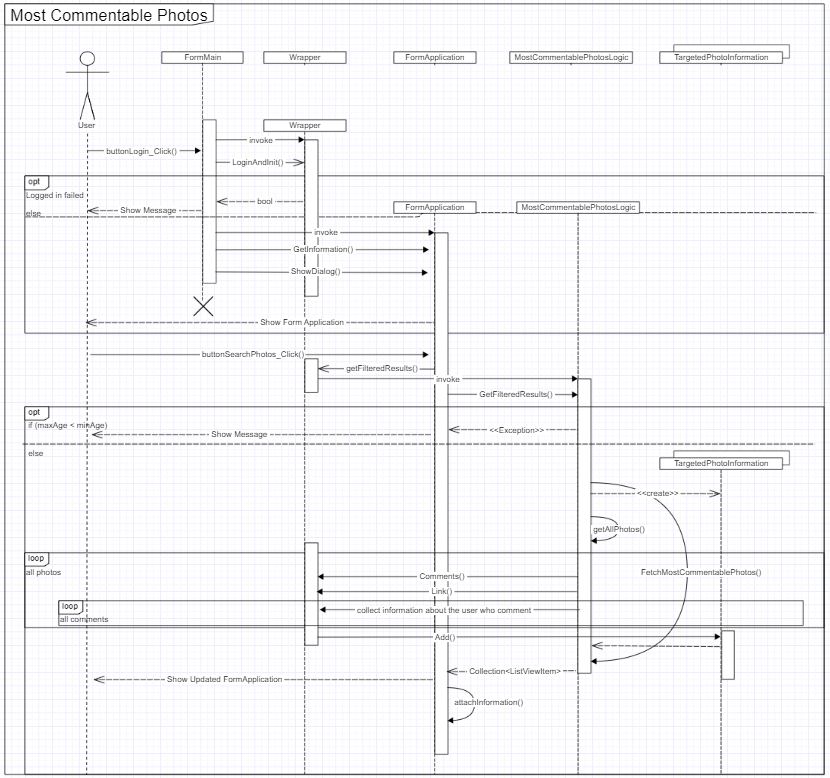 Most Commentable Photos
FormMain
Wrapper
FormApplication
MostCommentablePhotosLogic
TargetedPhotoInformation
User
Wrapper
invoke
buttonLogin_Click()
LoginAndInit()
opt
Logged in failed
bool
Show Message
else
FormApplication
MostCommentablePhotosLogic
invoke
GetInformation()
ShowDialog()
Show Form Application
buttonSearchPhotos_Click()
getFilteredResults()
invoke
GetFilteredResults()
opt
if (maxAge < minAge)
<<Exception>>
Show Message
else
TargetedPhotoInformation
<<create>>
getAllPhotos()
loop
all photos
FetchMostCommentablePhotos()
Comments()
Link()
loop
collect information about the user who comment
all comments
Add()
Collection<ListViewItem>
Show Updated FormApplication
attachInformation()